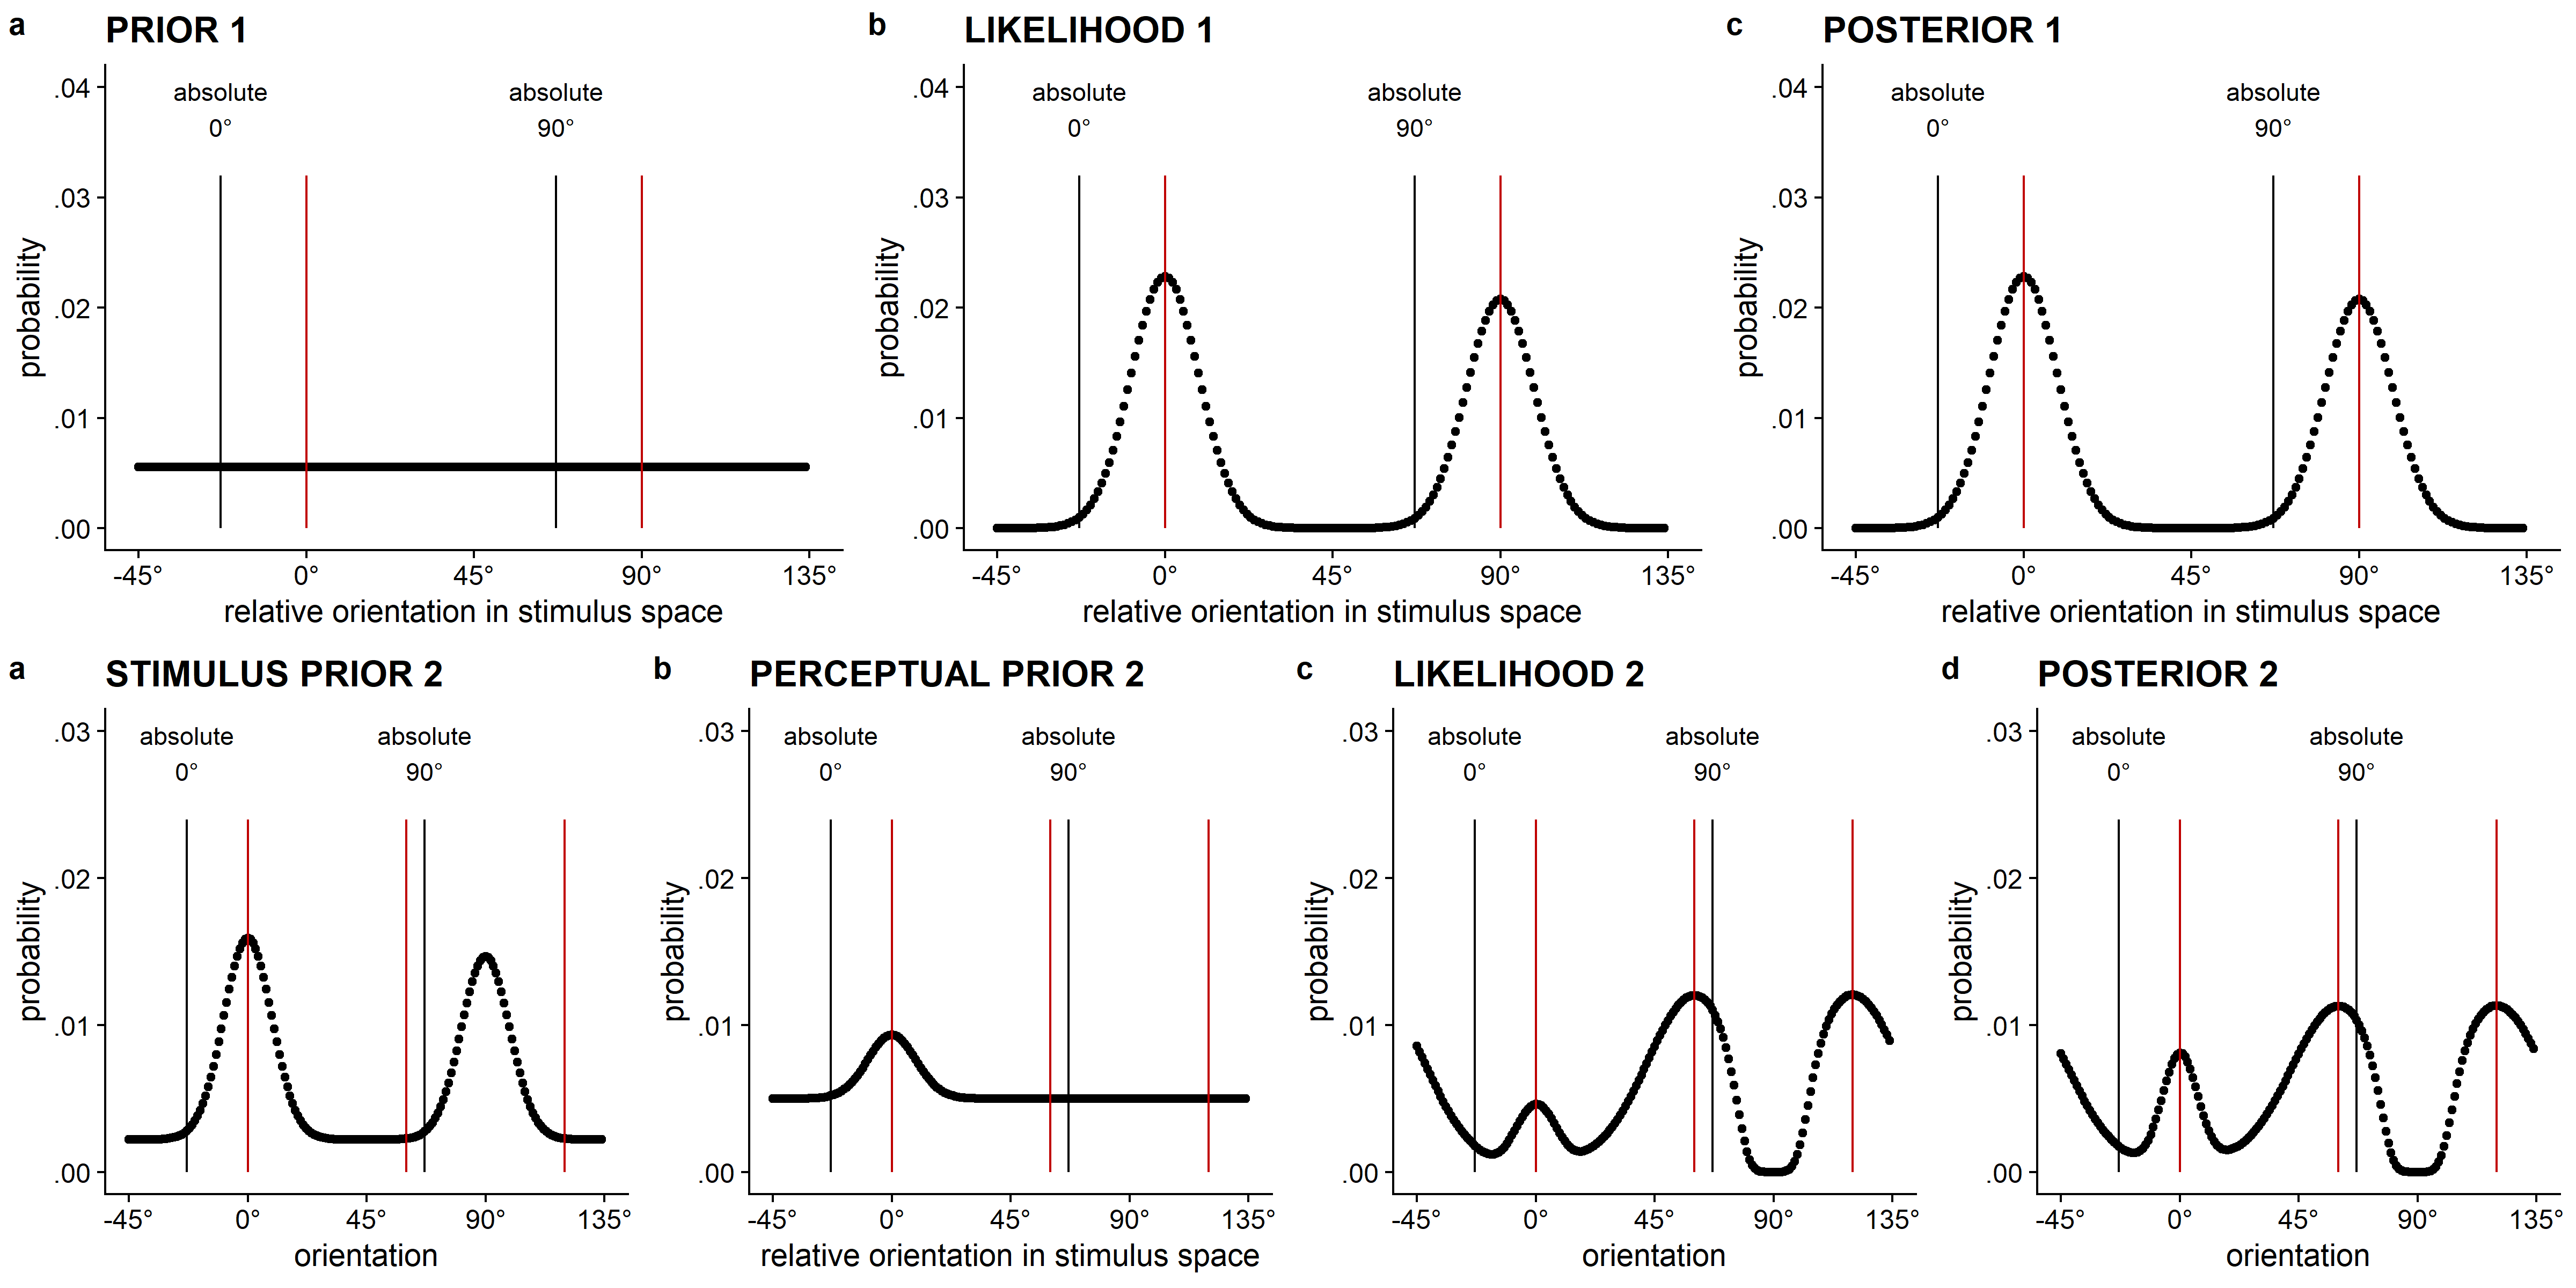 a PRIOR 1
absolute
0°
absolute
90°
.04
.03
.02
.01
.00
probability
-45° 0° 45° 90° 135°
relative orientation in stimulus space
b LIKELIHOOD 1
absolute
0°
absolute
90°
.04
.03
.02
.01
.00
probability
-45° 0° 45° 90° 135°
relative orientation in stimulus space
c POSTERIOR 1
absolute
0°
absolute
90°
.04
.03
.02
.01
.00
probability
-45° 0° 45° 90° 135°
relative orientation in stimulus space
a STIMULUS PRIOR 2
absolute
0°
absolute
90°
.03
.02
.01
.00
probability
-45° 0° 45° 90° 135°
orientation
b PERCEPTUAL PRIOR 2
absolute
0°
absolute
90°
.03
.02
.01
.00
probability
-45° 0° 45° 90° 135°
relative orientation in stimulus space
c LIKELIHOOD 2
absolute
0°
absolute
90°
.03
.02
.01
.00
probability
-45° 0° 45° 90° 135°
orientation
d POSTERIOR 2
absolute
0°
absolute
90°
.03
.02
.01
.00
probability
-45° 0° 45° 90° 135°
orientation